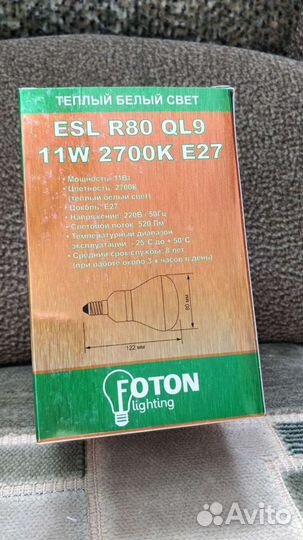 ТЕПЛЫЙ БЕЛЫЙ СВЕТ
ESL R80 QL9
11W 2700K E27
• Мощность: 11Вт
• Цветность: 2700К
(теплый белый свет)
• Цоколь: E27
• Напряжение: 220В - 50Гц
• Световой поток: 520 Лм
• Температурный диапазон
эксплуатации: - 25˚C до + 50˚C
• Средний срок службы: 8 лет
(при работе около 3-х часов в день)
80 мм
122 мм
FOTON
lighting
Avito